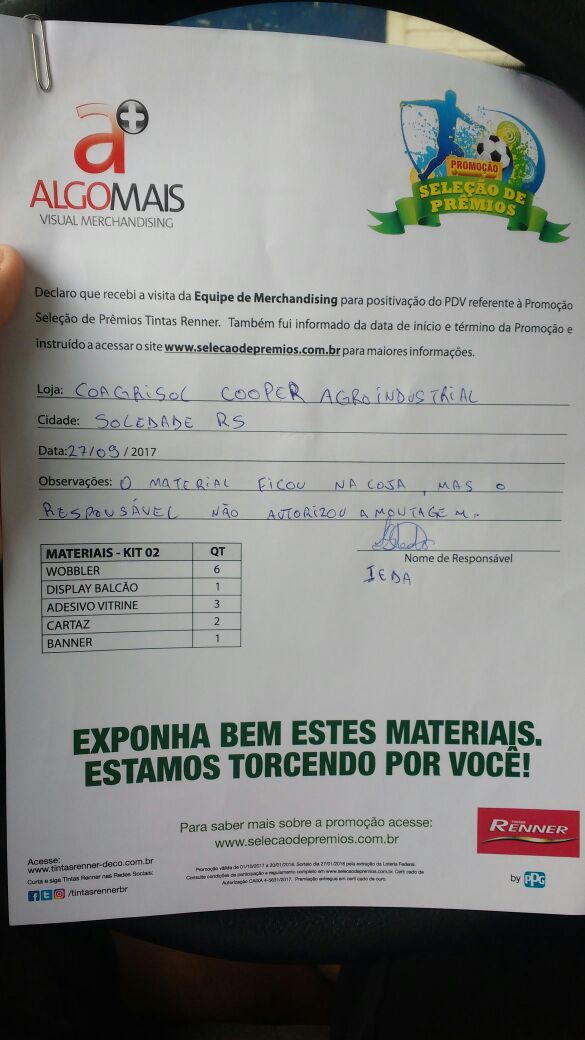 a+
ALGOMAIS
VISUAL MERCHANDISING
PROMOÇÃO
SELEÇÃO DE
PRÊMIOS
Declaro que recebi a visita da Equipe de Merchandising para positivação do PDV referente à Promoção
Seleção de Prêmios Tintas Renner. Também fui informado da data de início e término da Promoção e
instruído a acessar o site www.selecaodepremios.com.br para maiores informações.
Loja: COAGRISOL COOPER AGROINDUSTRIAL
Cidade: SOLEDADE RS
Data: 27/09/2017
Observações: O MATERIAL FICOU NA LOJA, MAS O
RESPONSÁVEL NÃO AUTORIZOU A MONTAGEM.
Nome de Responsável
IEDA
MATERIAIS - KIT 02 QT
WOBBLER 6
DISPLAY BALCÃO 1
ADESIVO VITRINE 3
CARTAZ 2
BANNER 1
EXPONHA BEM ESTES MATERIAIS.
ESTAMOS TORCENDO POR VOCÊ!
Para saber mais sobre a promoção acesse:
www.selecaodepremios.com.br
TINTAS
RENNER
by PPG
Acesse:
www.tintasrenner-deco.com.br
Curta e siga Tintas Renner nas Redes Sociais:
/tintasrennerbr
Promoção válida de 01/10/2017 a 20/01/2018. Sorteio dia 27/01/2018 pela extração da Loteria Federal.
Consulte condições de participação e regulamento completo em www.selecaodepremios.com.br. Certificado de
Autorização CAIXA 4-5631/2017. Premiação entregue em certificado de ouro.